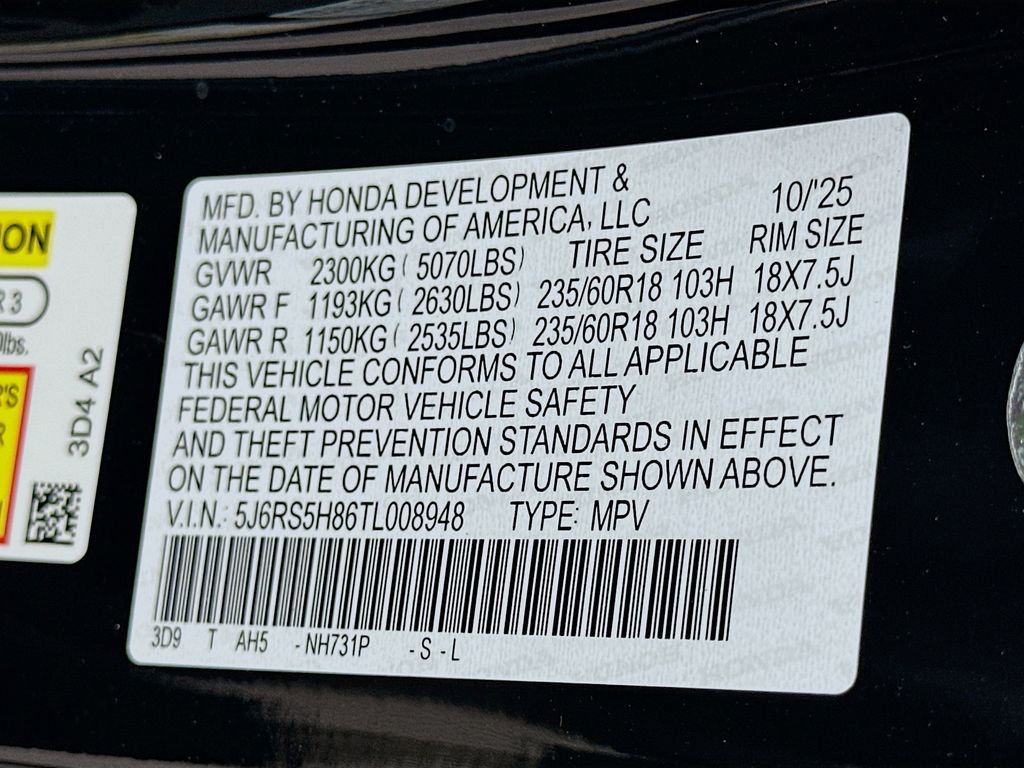 MFD. BY HONDA DEVELOPMENT &
MANUFACTURING OF AMERICA, LLC 10/'25
GVWR 2300KG ( 5070LBS) TIRE SIZE RIM SIZE
GAWR F 1193KG ( 2630LBS) 235/60R18 103H 18X7.5J
GAWR R 1150KG ( 2535LBS) 235/60R18 103H 18X7.5J
THIS VEHICLE CONFORMS TO ALL APPLICABLE
FEDERAL MOTOR VEHICLE SAFETY
AND THEFT PREVENTION STANDARDS IN EFFECT
ON THE DATE OF MANUFACTURE SHOWN ABOVE.
V.I.N.: 5J6RS5H86TL008948 TYPE: MPV
3D9 T AH5 - NH731P - S - L
3D4 A2
lbs.